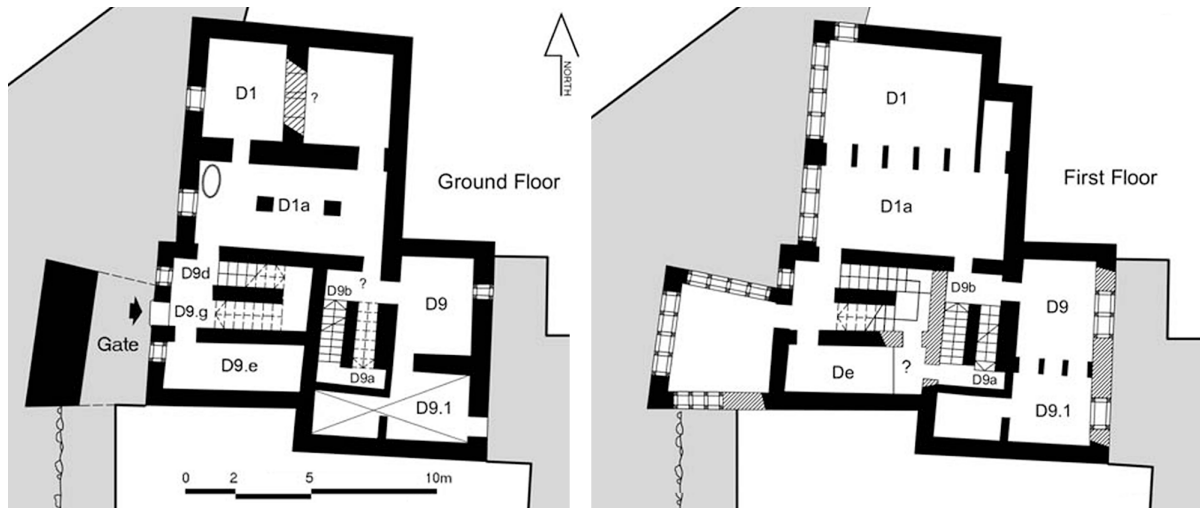 D1
?
NORTH
Ground Floor
D1a
D9d
?
D9b
D9
D9.g
Gate
D9.e
D9a
D9.1
0 2 5 10m
D1
First Floor
D1a
D9b
D9
De
?
D9a
D9.1